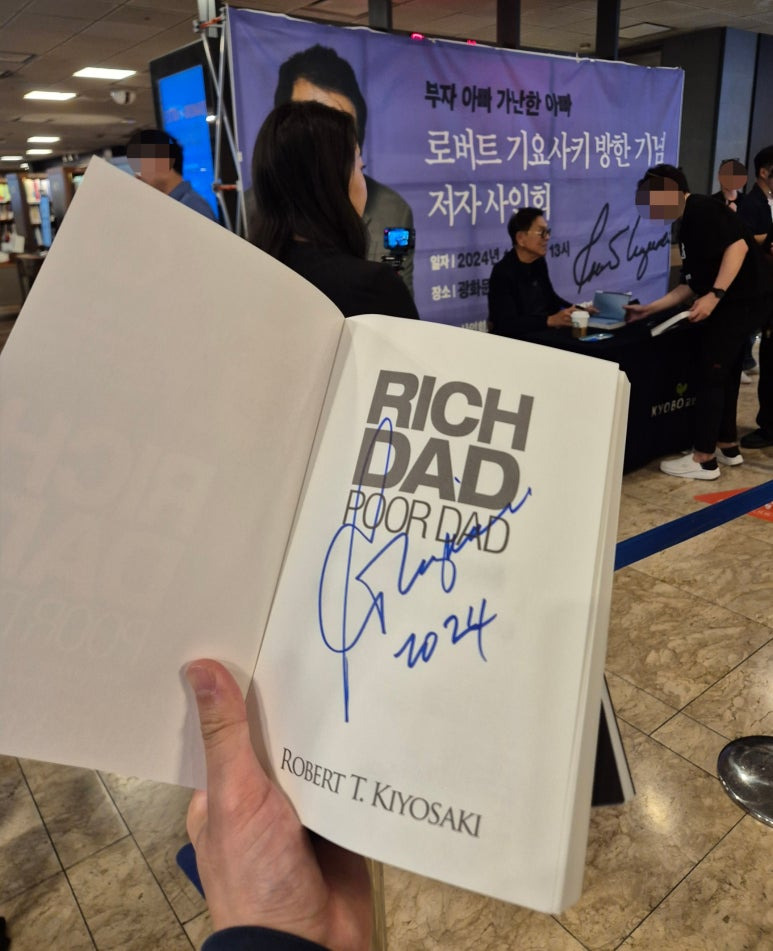 부자 아빠 가난한 아빠
로버트 기요사키 방한 기념
저자 사인회
일자 | 2024년
13시
장소 | 광화문
KYOBO
RICH
DAD
POOR DAD
2024
ROBERT T. KIYOSAKI